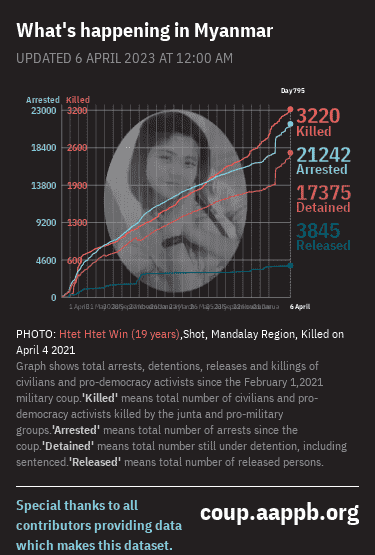 What's happening in Myanmar
UPDATED 6 APRIL 2023 AT 12:00 AM
Day795
Arrested Killed
23000 3200
18400 2600
13800 1900
9200 1300
4600 600
0
3220
Killed
21242
Arrested
17375
Detained
3845
Released
6 April
PHOTO: Htet Htet Win (19 years),Shot, Mandalay Region, Killed on
April 4 2021
Graph shows total arrests, detentions, releases and killings of
civilians and pro-democracy activists since the February 1,2021
military coup.'Killed' means total number of civilians and pro-
democracy activists killed by the junta and pro-military
groups.'Arrested' means total number of arrests since the
coup.'Detained' means total number still under detention, including
sentenced.'Released' means total number of released persons.
Special thanks to all
contributors providing data
which makes this dataset.
coup.aappb.org